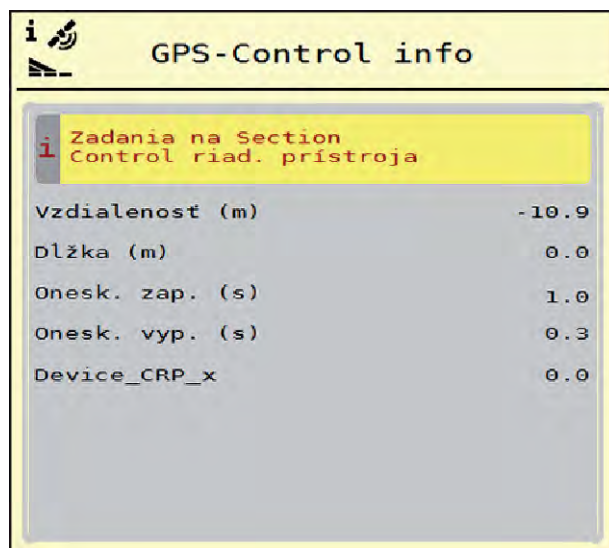 i
GPS-Control info
i
Zadania na Section
Control riad. prístroja
Vzdialenosť (m) -10.9
Dĺžka (m) 0.0
Onesk. zap. (s) 1.0
Onesk. vyp. (s) 0.3
Device_CRP_x 0.0